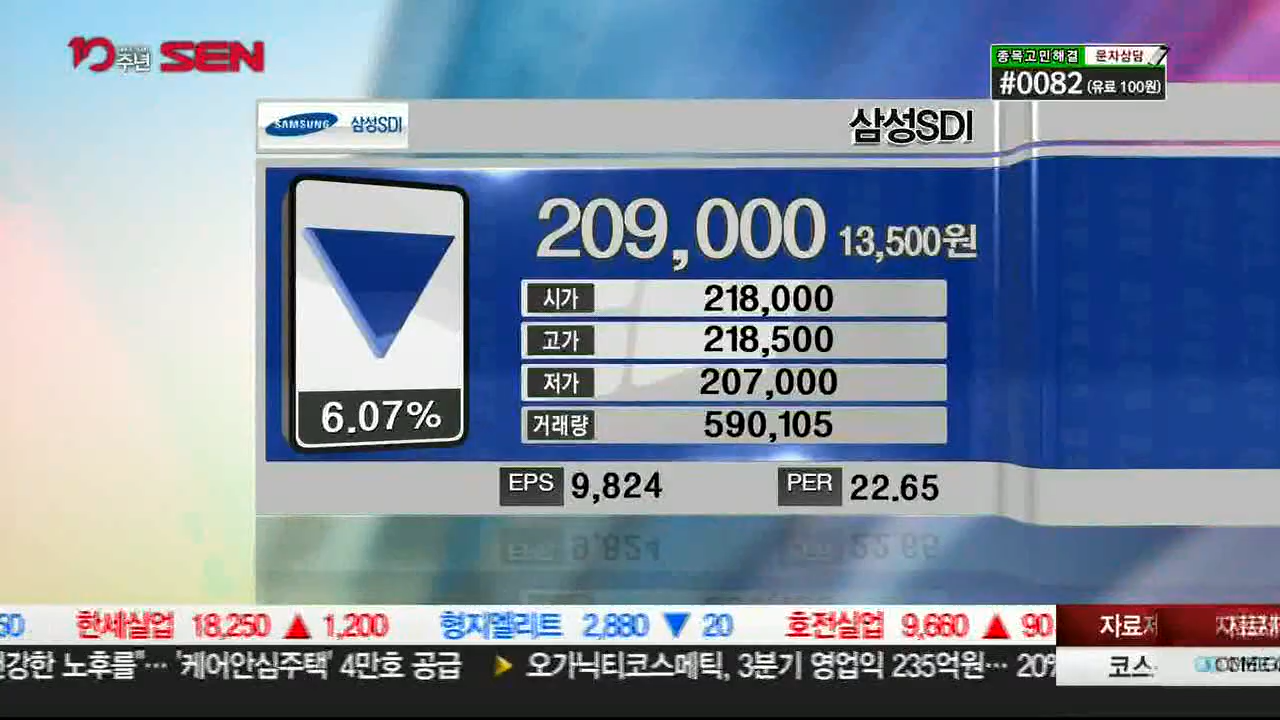 10주년 SEN
종목고민해결 문자상담
#0082 (유료 100원)
SAMSUNG 삼성SDI
삼성SDI
209,000 13,500원
▼
6.07%
시가 218,000
고가 218,500
저가 207,000
거래량 590,105
EPS 9,824 PER 22.65
50 한세실업 18,250 ▲ 1,200 형지엘리트 2,880 ▼ 20 호전실업 9,660 ▲ 90 자료제
건강한 노후를"… '케어안심주택' 4만호 공급 ▶ 오가닉티코스메틱, 3분기 영업익 235억원… 20% 코스